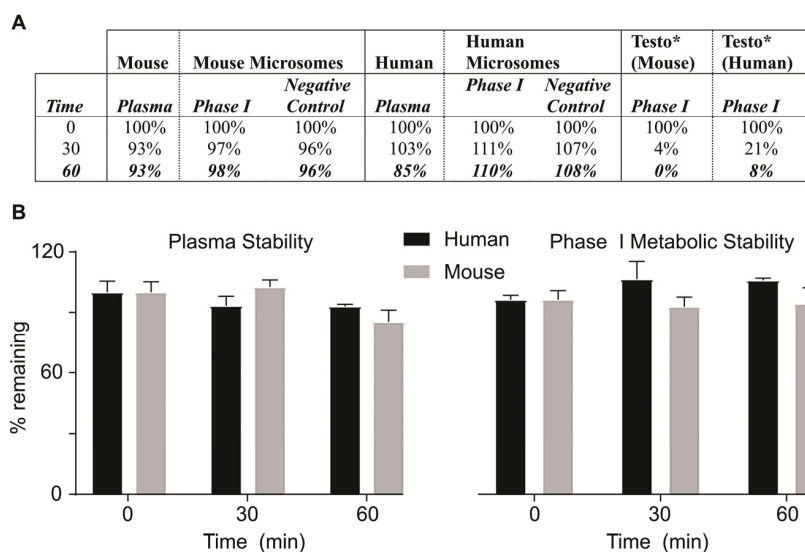 A
Mouse Mouse Microsomes Human Human Microsomes Testo* (Mouse) Testo* (Human)
Time Plasma Phase I Negative Control Plasma Phase I Negative Control Phase I Phase I
0 100% 100% 100% 100% 100% 100% 100% 100%
30 93% 97% 96% 103% 111% 107% 4% 21%
60 93% 98% 96% 85% 110% 108% 0% 8%
B
Plasma Stability
Human
Mouse
Phase I Metabolic Stability
120
60
0
% remaining
0 30 60
Time (min)
0 30 60
Time (min)